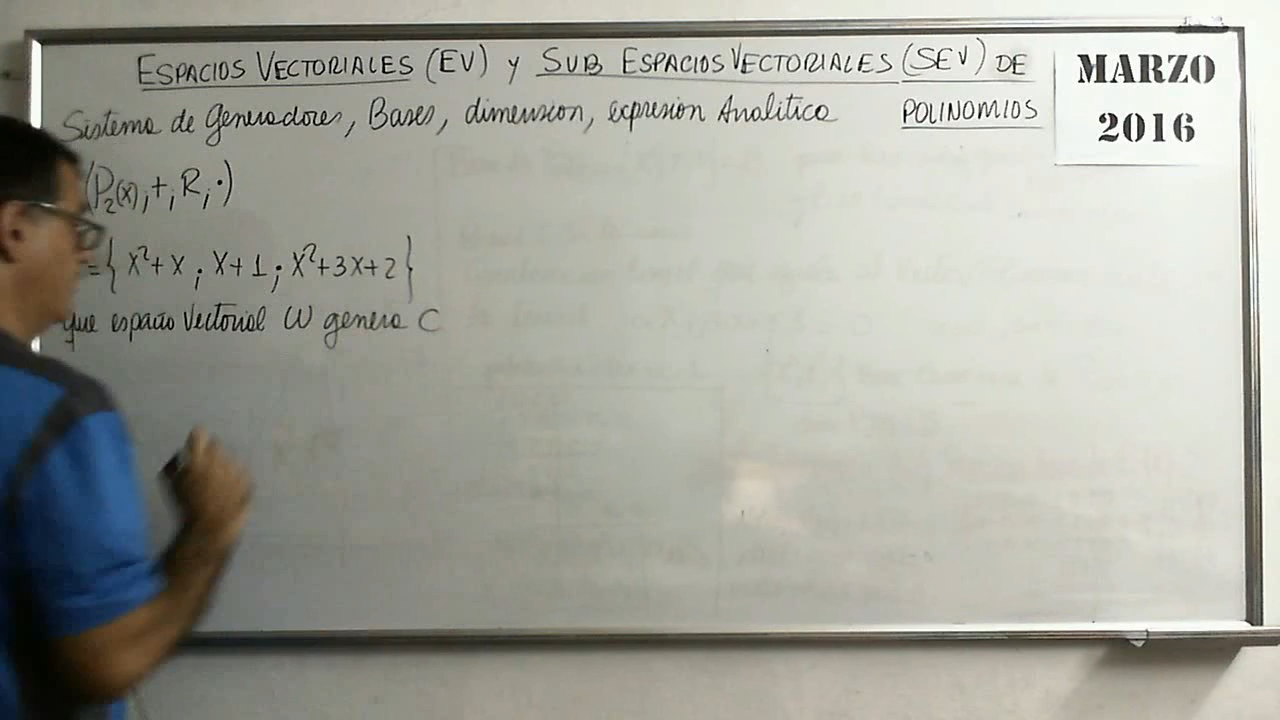 ESPACIOS VECTORIALES (EV) y SUB ESPACIOS VECTORIALES (SEV) DE
POLINOMIOS
Sistema de Generadores, Bases, dimension, expresion Analitica
MARZO
2016
(P₂(x),+,R,·)
={x²+x ; x+1 ; x²+3x+2}
que espacio vectorial W genera C